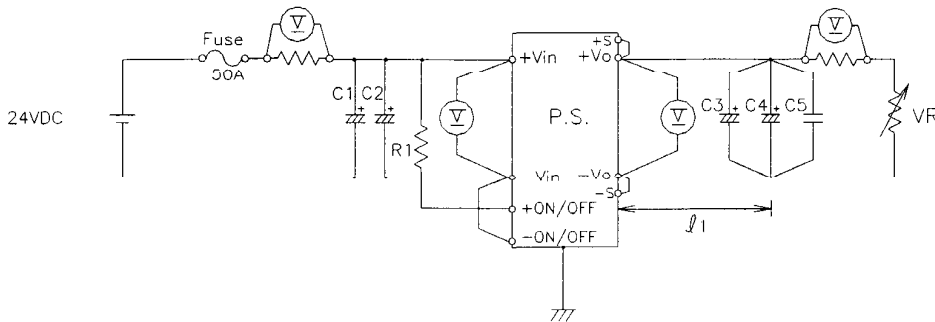 V
V
Fuse
50A
+S
+Vin
+Vo
24VDC
C1
C2
V
P.S.
V
C3
C4
C5
VR
R1
Vin
−Vo
−S
+ON/OFF
−ON/OFF
ℓ1